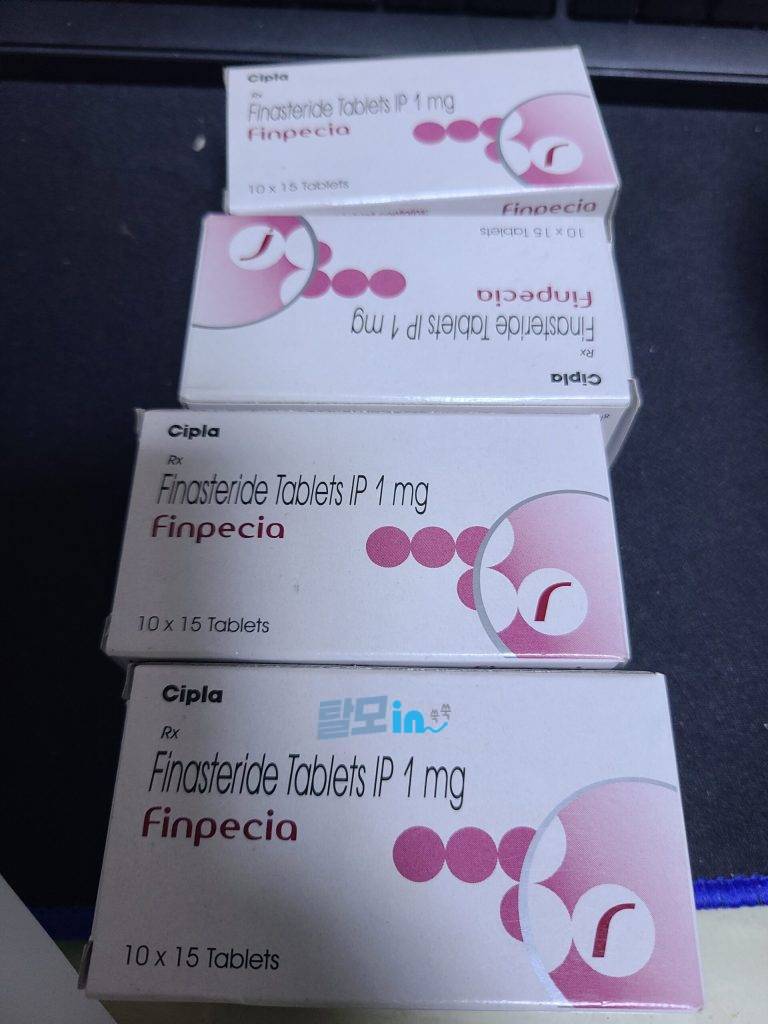 Cipla
Rx
Finasteride Tablets IP 1 mg
Finpecia
10 x 15 Tablets
Finpecia
10 x 15 Tablets
Finpecia
Finasteride Tablets IP 1 mg
Rx
Cipla
Cipla
Rx
Finasteride Tablets IP 1 mg
Finpecia
10 x 15 Tablets
Cipla
탈모in 쑥쑥
Rx
Finasteride Tablets IP 1 mg
Finpecia
10 x 15 Tablets